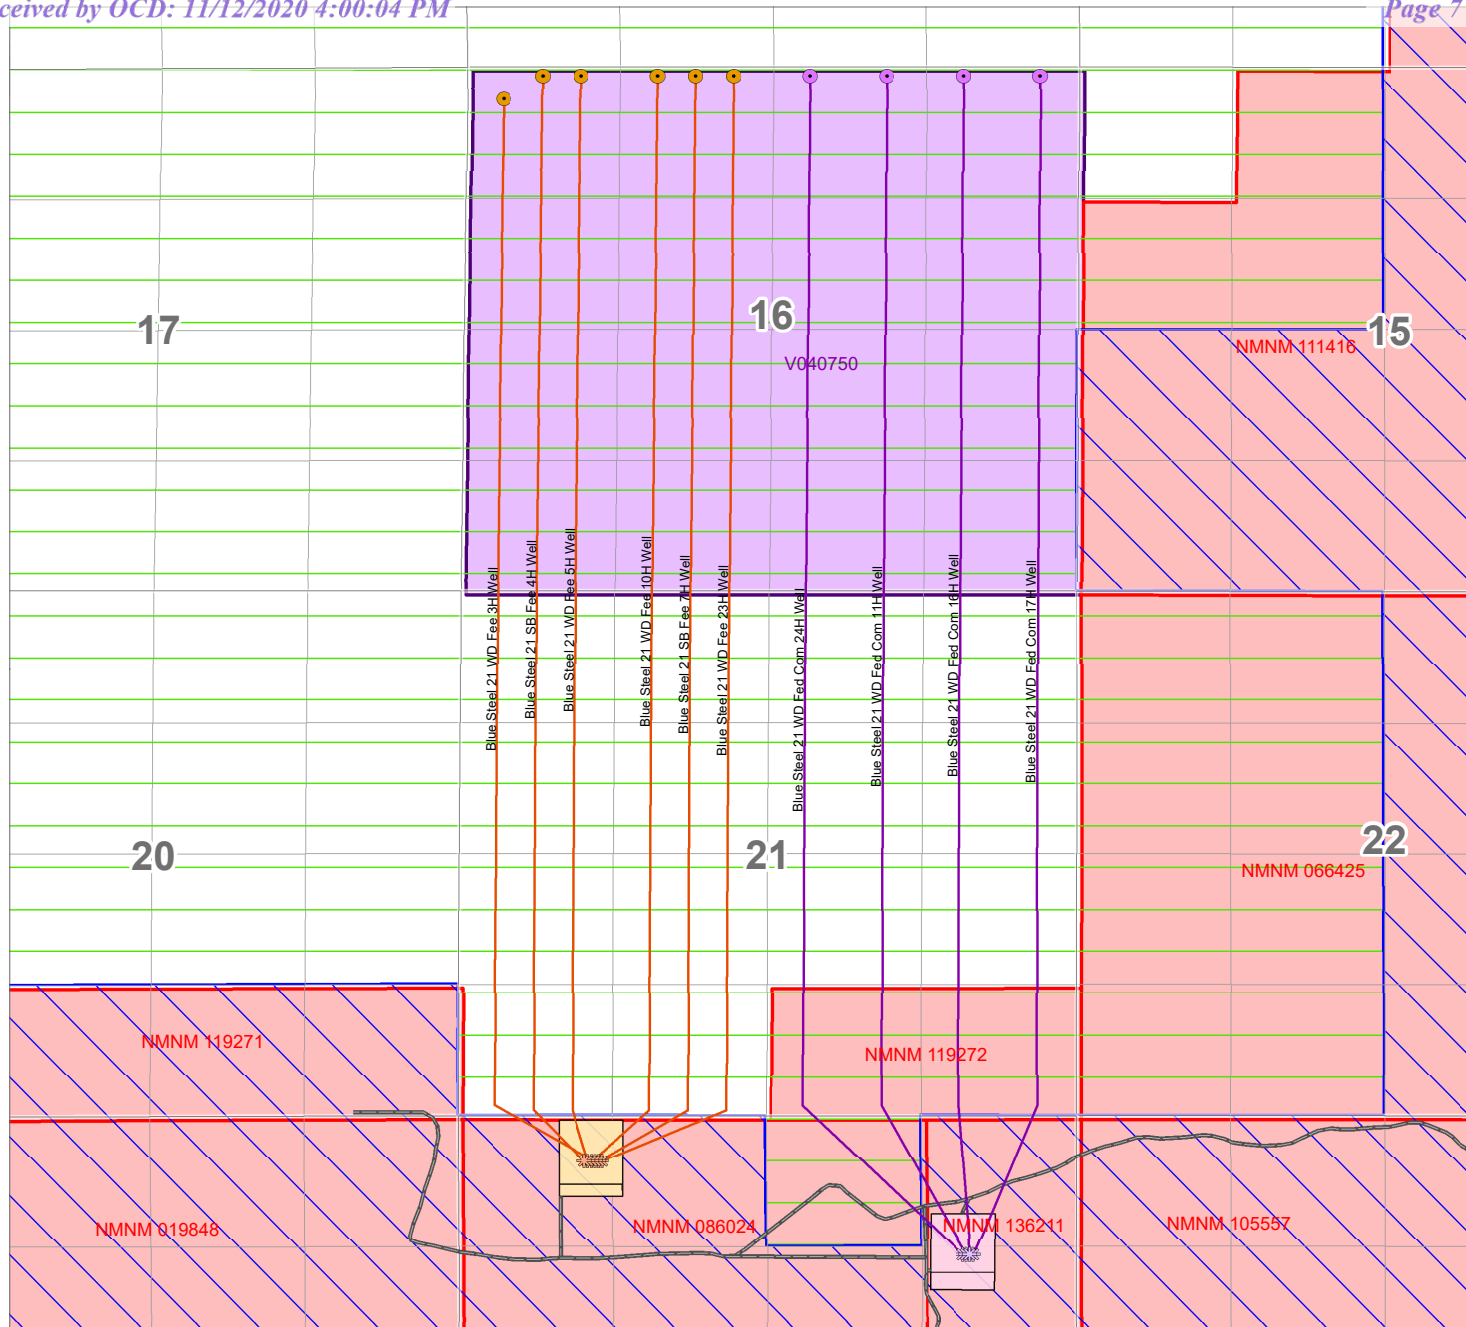 ceived by OCD: 11/12/2020 4:00:04 PM
Page 7
17
16
15
V040750
NMNM 111416
Blue Steel 21 WD Fee 3H Well
Blue Steel 21 SB Fee 4H Well
Blue Steel 21 WD Fee 5H Well
Blue Steel 21 WD Fee 10H Well
Blue Steel 21 SB Fee 7H Well
Blue Steel 21 WD Fee 23H Well
Blue Steel 21 WD Fed Com 24H Well
Blue Steel 21 WD Fed Com 11H Well
Blue Steel 21 WD Fed Com 16H Well
Blue Steel 21 WD Fed Com 17H Well
20
21
22
NMNM 066425
NMNM 119271
NMNM 119272
NMNM 019848
NMNM 086024
NMNM 136211
NMNM 105557